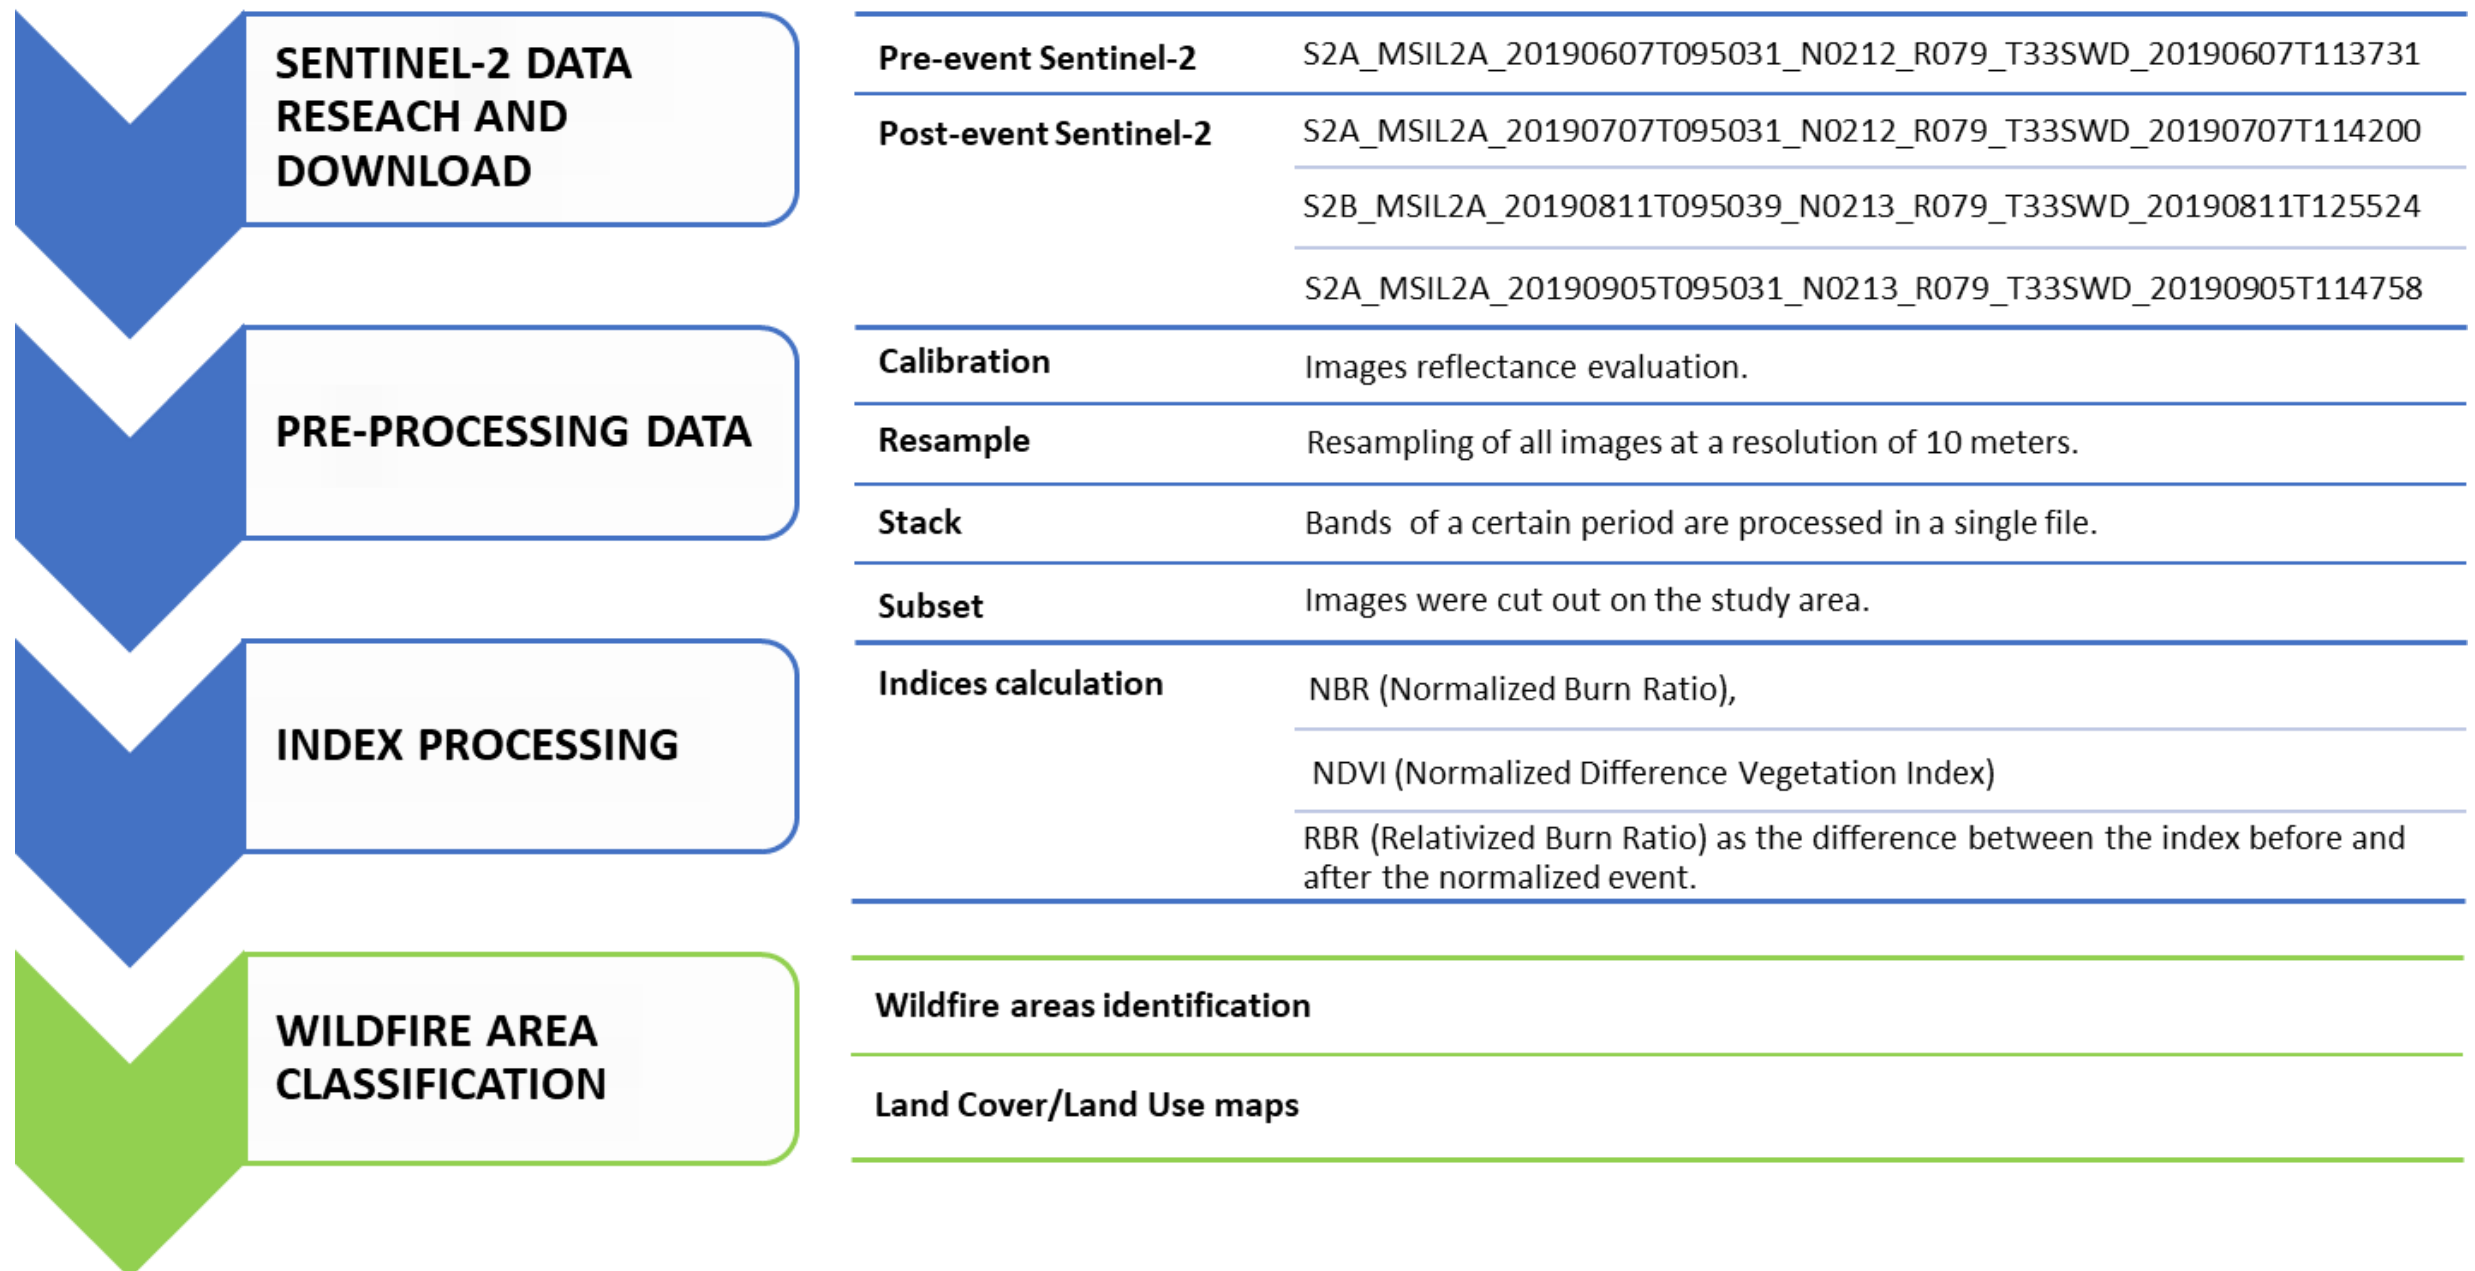 SENTINEL-2 DATA
RESEACH AND
DOWNLOAD
Pre-event Sentinel-2
S2A_MSIL2A_20190607T095031_N0212_R079_T33SWD_20190607T113731
Post-event Sentinel-2
S2A_MSIL2A_20190707T095031_N0212_R079_T33SWD_20190707T114200
S2B_MSIL2A_20190811T095039_N0213_R079_T33SWD_20190811T125524
S2A_MSIL2A_20190905T095031_N0213_R079_T33SWD_20190905T114758
PRE-PROCESSING DATA
Calibration
Images reflectance evaluation.
Resample
Resampling of all images at a resolution of 10 meters.
Stack
Bands  of a certain period are processed in a single file.
Subset
Images were cut out on the study area.
INDEX PROCESSING
Indices calculation
NBR (Normalized Burn Ratio),
NDVI (Normalized Difference Vegetation Index)
RBR (Relativized Burn Ratio) as the difference between the index before and
after the normalized event.
WILDFIRE AREA
CLASSIFICATION
Wildfire areas identification
Land Cover/Land Use maps